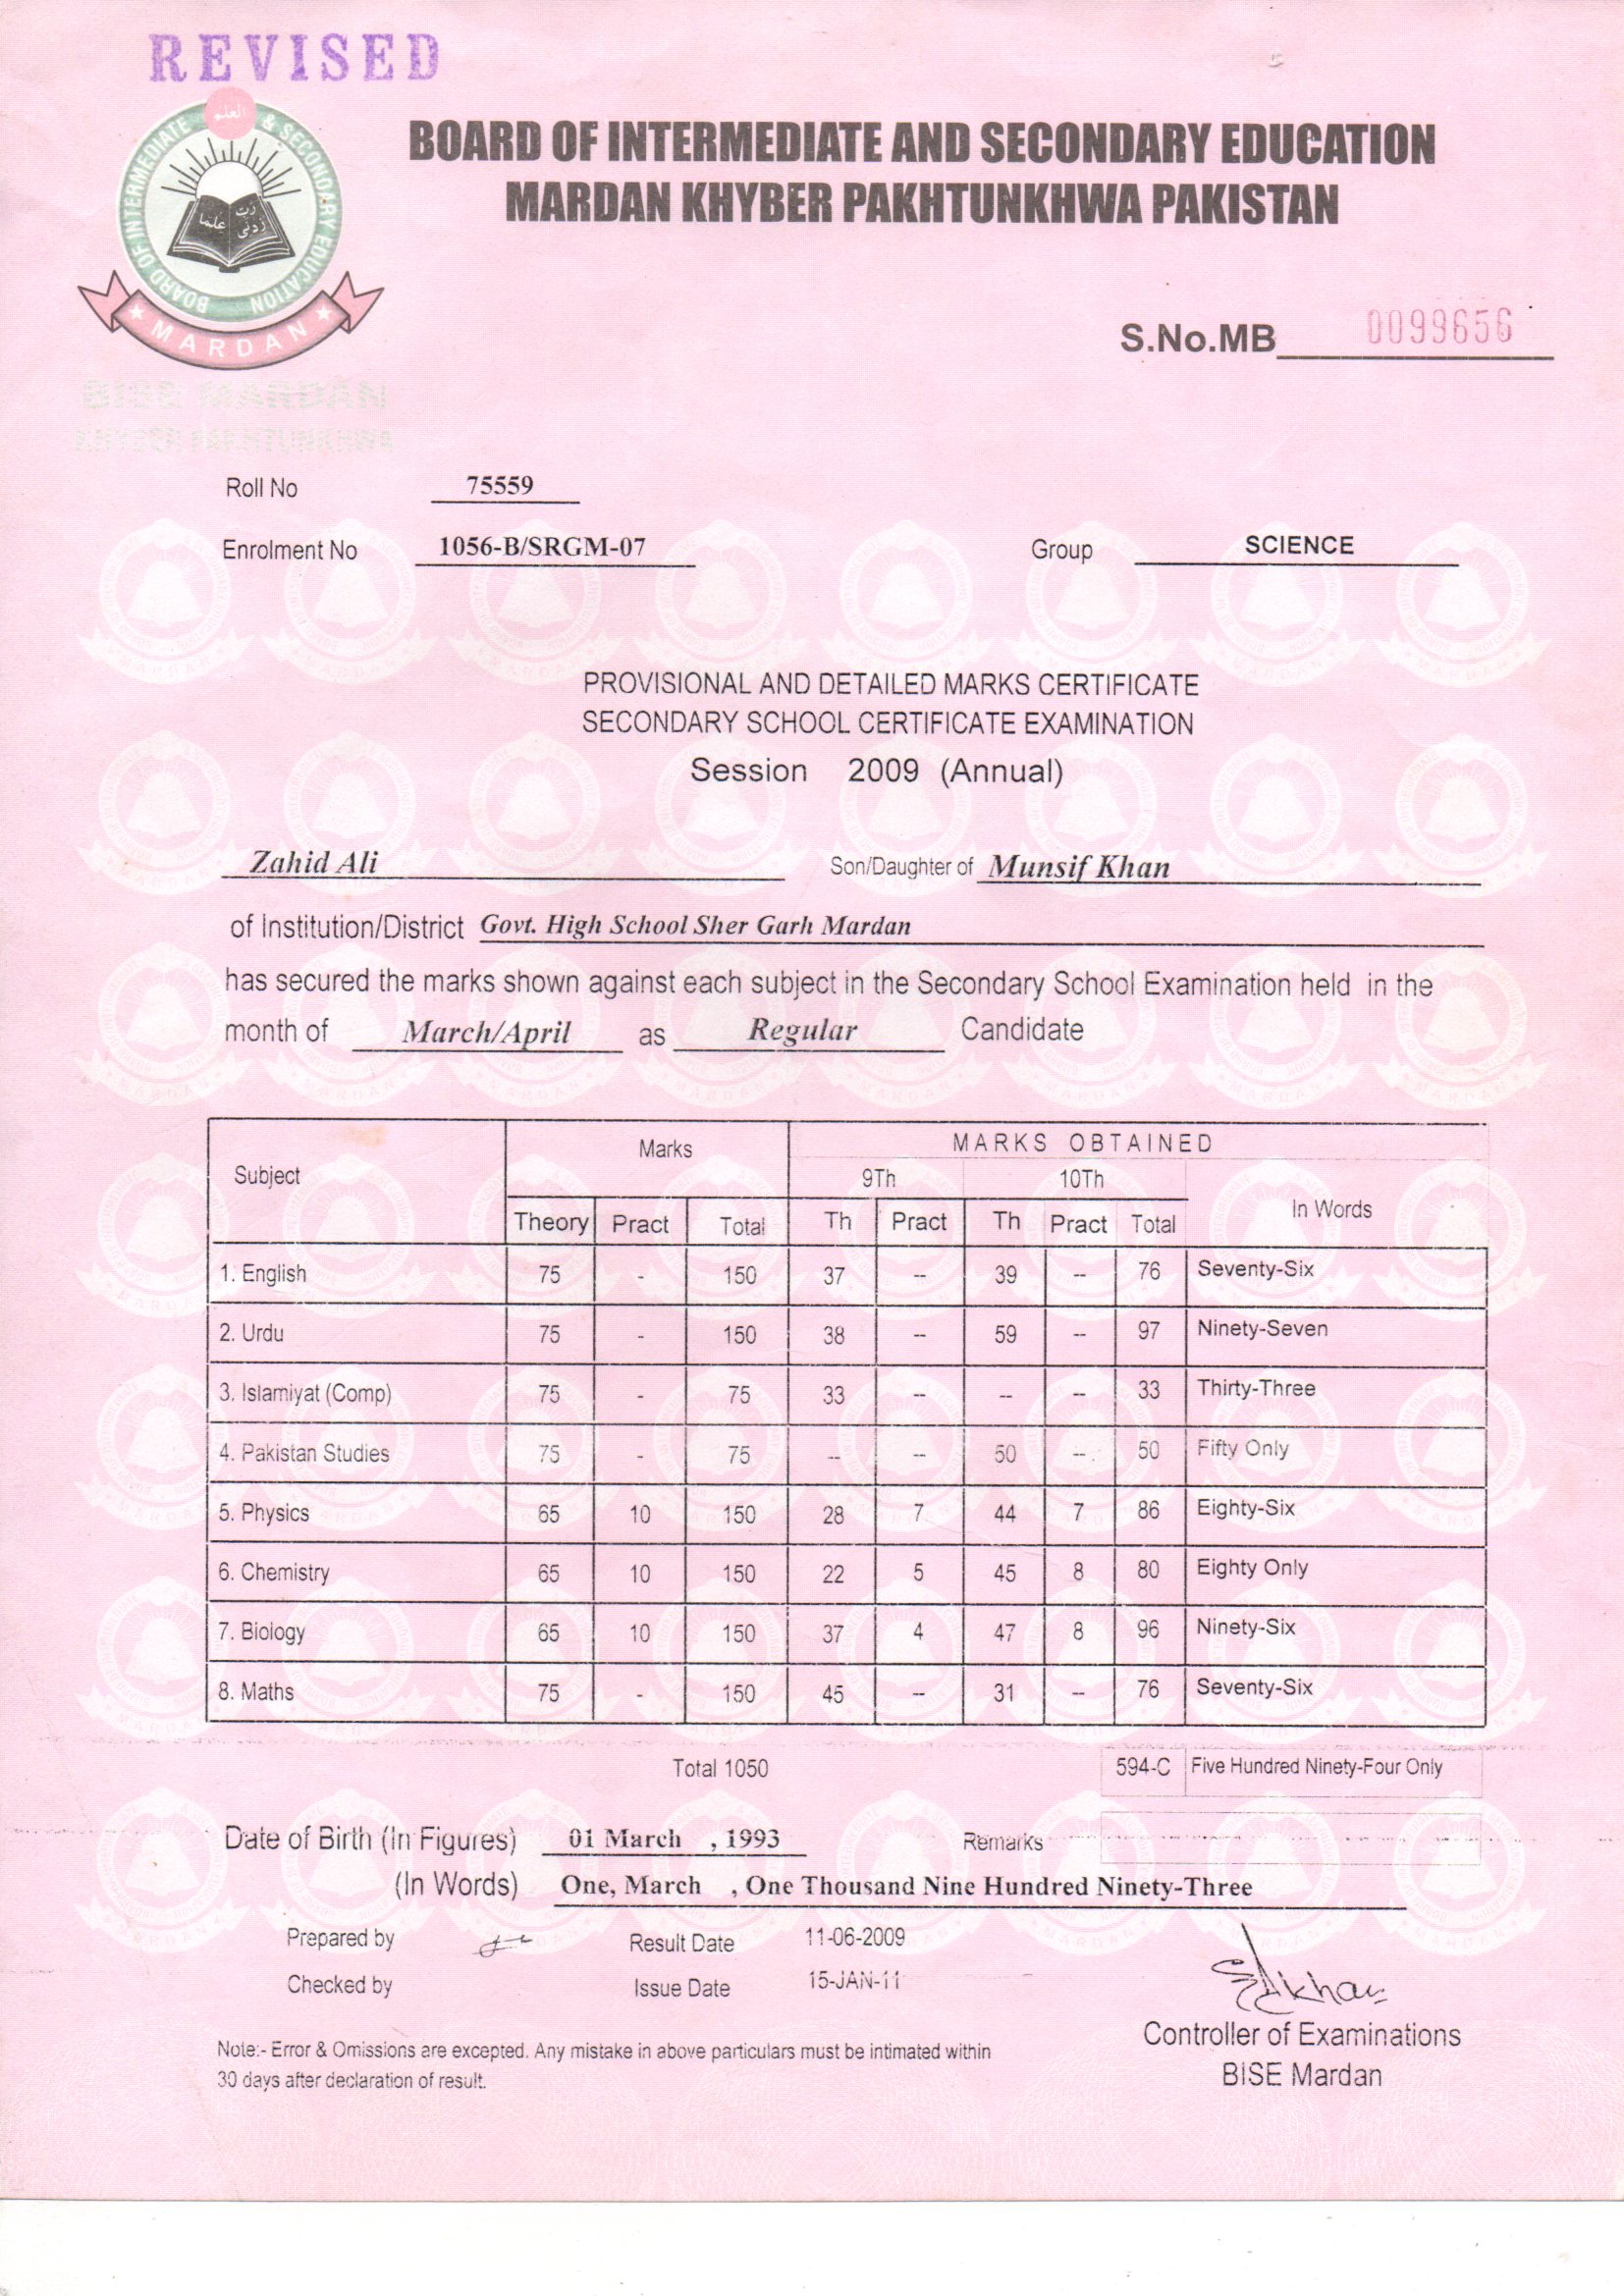 REVISED
العلم
BOARD OF INTERMEDIATE & SECONDARY EDUCATION
MARDAN
BISE MARDAN
KHYBER PAKHTUNKHWA
BOARD OF INTERMEDIATE AND SECONDARY EDUCATION
MARDAN KHYBER PAKHTUNKHWA PAKISTAN
S.No.MB 0099656
Roll No 75559
Enrolment No 1056-B/SRGM-07 Group SCIENCE
PROVISIONAL AND DETAILED MARKS CERTIFICATE
SECONDARY SCHOOL CERTIFICATE EXAMINATION
Session 2009 (Annual)
Zahid Ali Son/Daughter of Munsif Khan
of Institution/District Govt. High School Sher Garh Mardan
has secured the marks shown against each subject in the Secondary School Examination held in the
month of March/April as Regular Candidate
Subject Marks MARKS OBTAINED
9Th 10Th In Words
Theory Pract Total Th Pract Th Pract Total
1. English 75 - 150 37 -- 39 -- 76 Seventy-Six
2. Urdu 75 - 150 38 -- 59 -- 97 Ninety-Seven
3. Islamiyat (Comp) 75 - 75 33 -- -- -- 33 Thirty-Three
4. Pakistan Studies 75 - 75 -- -- 50 -- 50 Fifty Only
5. Physics 65 10 150 28 7 44 7 86 Eighty-Six
6. Chemistry 65 10 150 22 5 45 8 80 Eighty Only
7. Biology 65 10 150 37 4 47 8 96 Ninety-Six
8. Maths 75 - 150 45 -- 31 -- 76 Seventy-Six
Total 1050 594-C Five Hundred Ninety-Four Only
Date of Birth (In Figures) 01 March , 1993 Remarks
(In Words) One, March , One Thousand Nine Hundred Ninety-Three
Prepared by Result Date 11-06-2009
Checked by Issue Date 15-JAN-11
Controller of Examinations
BISE Mardan
Note:- Error & Omissions are excepted. Any mistake in above particulars must be intimated within
30 days after declaration of result.